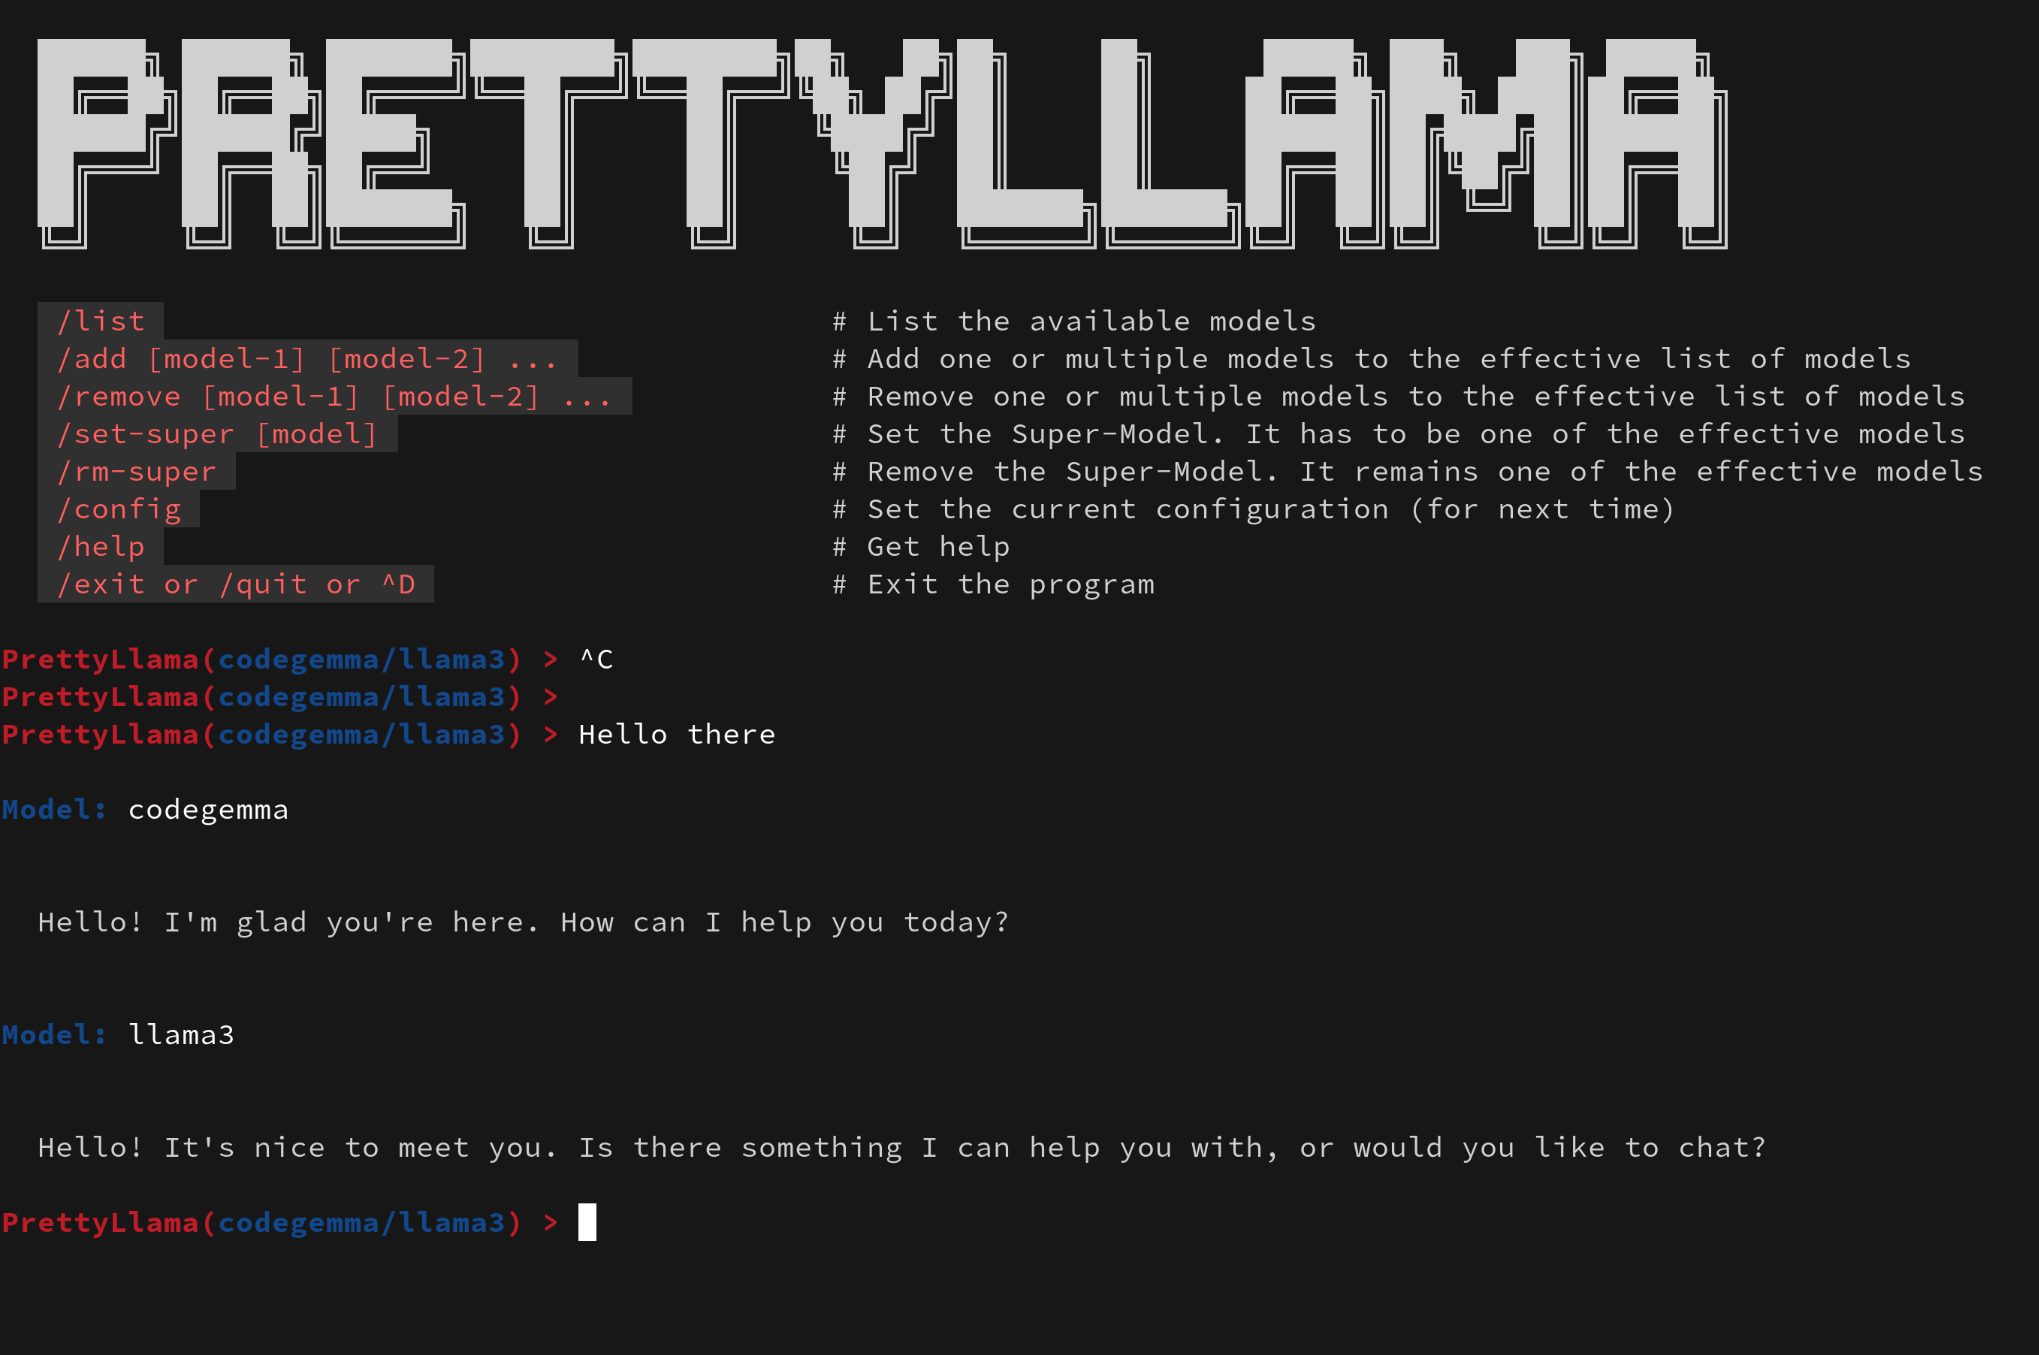 PRETTYLLAMA
/list # List the available models
/add [model-1] [model-2] ... # Add one or multiple models to the effective list of models
/remove [model-1] [model-2] ... # Remove one or multiple models to the effective list of models
/set-super [model] # Set the Super-Model. It has to be one of the effective models
/rm-super # Remove the Super-Model. It remains one of the effective models
/config # Set the current configuration (for next time)
/help # Get help
/exit or /quit or ^D # Exit the program
PrettyLlama(codegemma/llama3) > ^C
PrettyLlama(codegemma/llama3) >
PrettyLlama(codegemma/llama3) > Hello there
Model: codegemma
Hello! I'm glad you're here. How can I help you today?
Model: llama3
Hello! It's nice to meet you. Is there something I can help you with, or would you like to chat?
PrettyLlama(codegemma/llama3) >